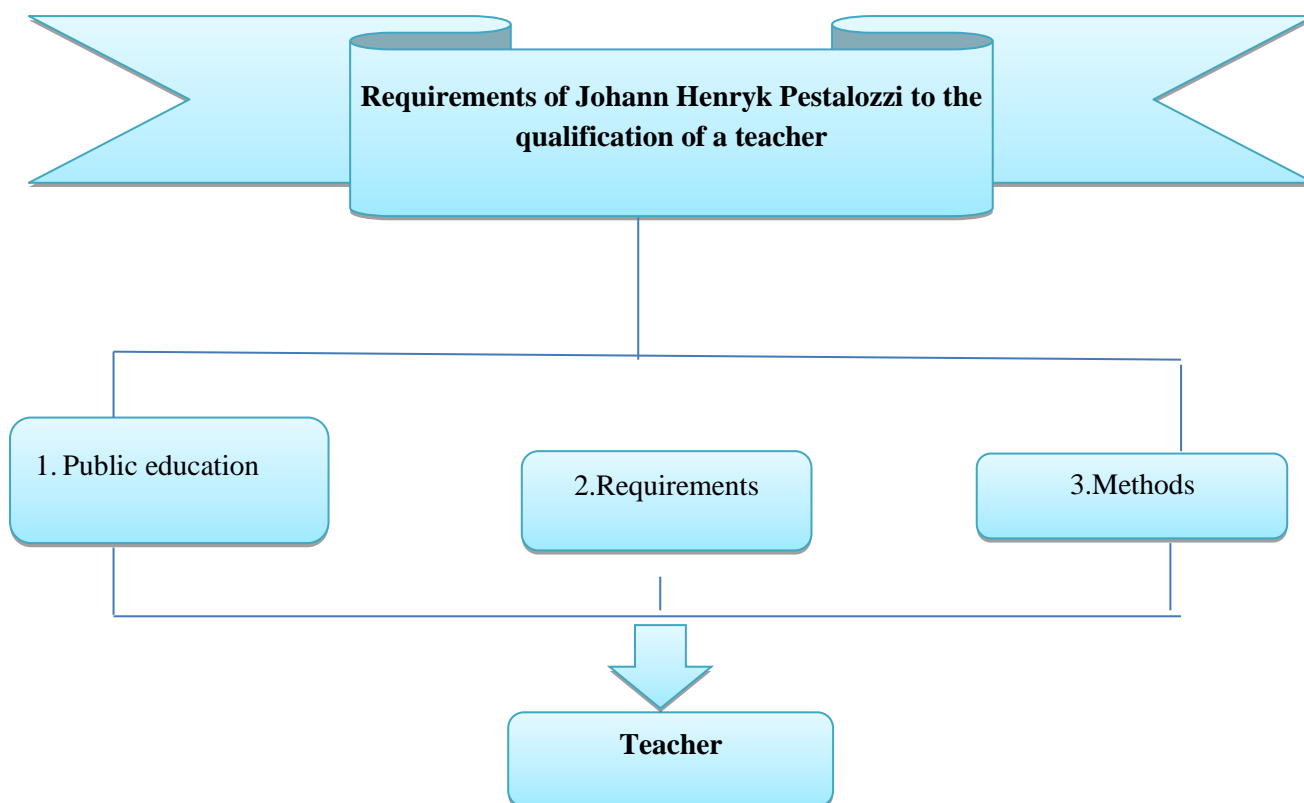 Requirements of Johann Henryk Pestalozzi to the
qualification of a teacher
1. Public education
2.Requirements
3.Methods
Teacher